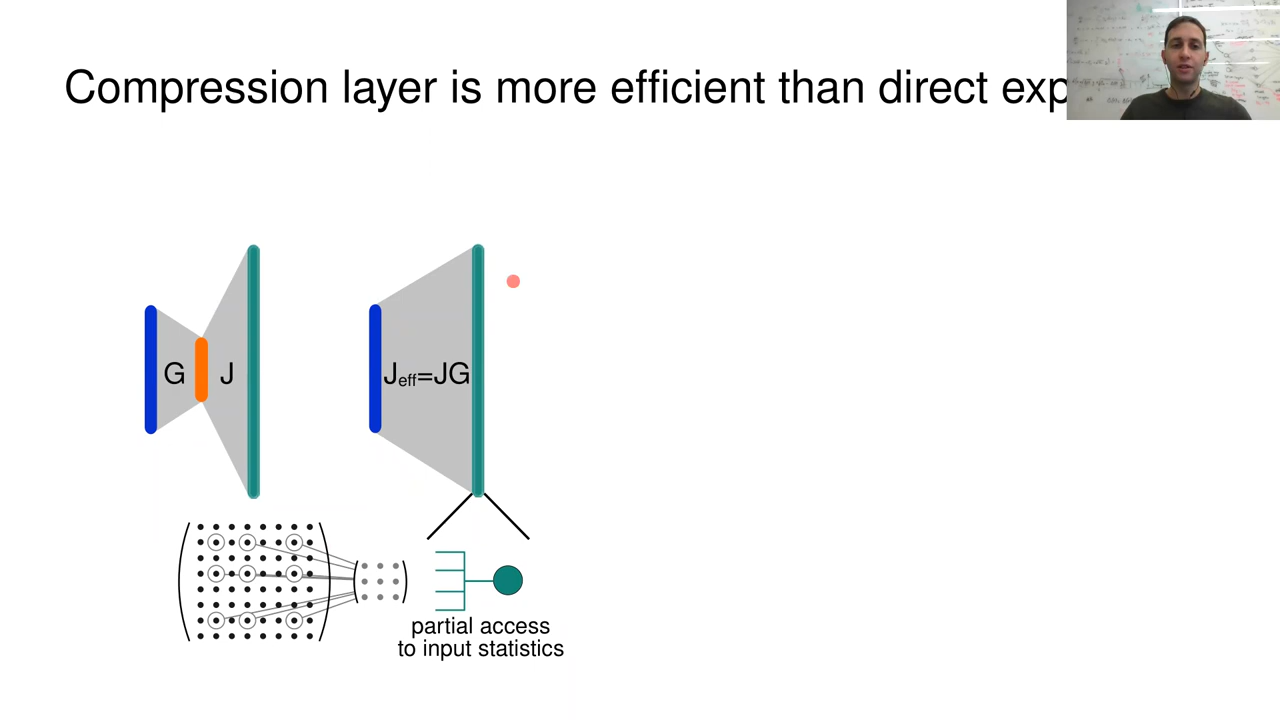 Compression layer is more efficient than direct exp
G
J
Jeff=JG
partial access
to input statistics